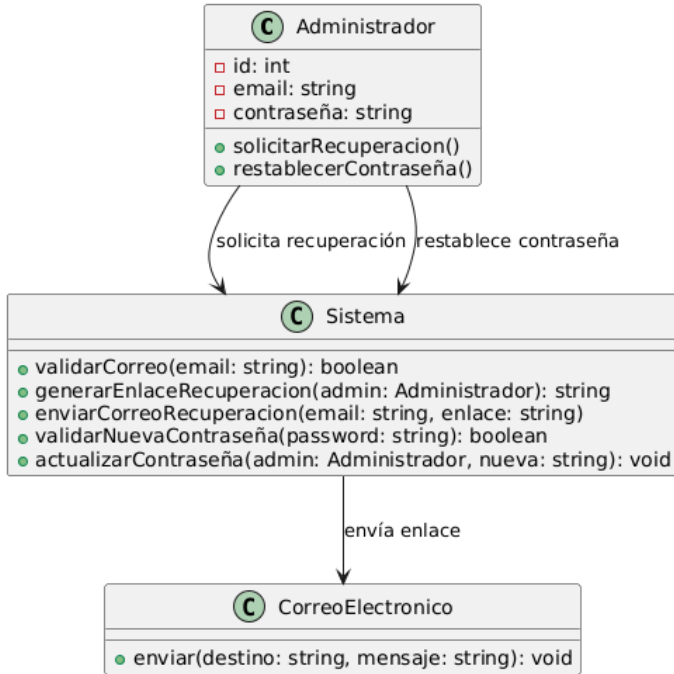 C Administrador
id: int
email: string
contraseña: string
solicitarRecuperacion()
restablecerContraseña()
solicita recuperación
restablece contraseña
C Sistema
validarCorreo(email: string): boolean
generarEnlaceRecuperacion(admin: Administrador): string
enviarCorreoRecuperacion(email: string, enlace: string)
validarNuevaContraseña(password: string): boolean
actualizarContraseña(admin: Administrador, nueva: string): void
envía enlace
C CorreoElectronico
enviar(destino: string, mensaje: string): void